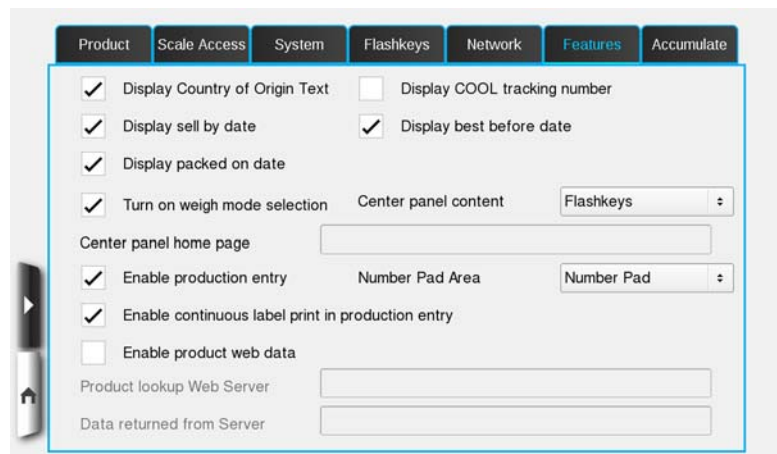 Product Scale Access System Flashkeys Network Features Accumulate
Display Country of Origin Text Display COOL tracking number
Display sell by date Display best before date
Display packed on date
Turn on weigh mode selection Center panel content Flashkeys
Center panel home page
Enable production entry Number Pad Area Number Pad
Enable continuous label print in production entry
Enable product web data
Product lookup Web Server
Data returned from Server